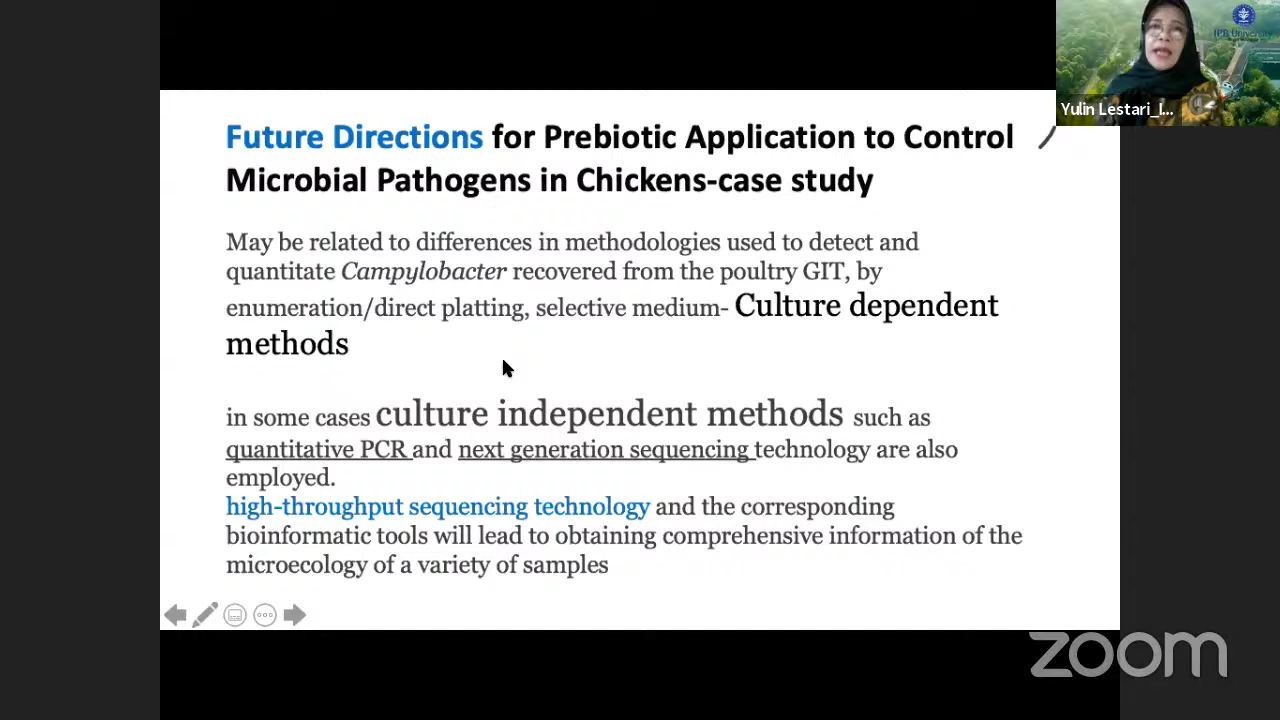 IPB University
Yulin Lestari_I...
Future Directions for Prebiotic Application to Control
Microbial Pathogens in Chickens-case study
May be related to differences in methodologies used to detect and
quantitate Campylobacter recovered from the poultry GIT, by
enumeration/direct platting, selective medium- Culture dependent
methods
in some cases culture independent methods such as
quantitative PCR and next generation sequencing technology are also
employed.
high-throughput sequencing technology and the corresponding
bioinformatic tools will lead to obtaining comprehensive information of the
microecology of a variety of samples
zoom